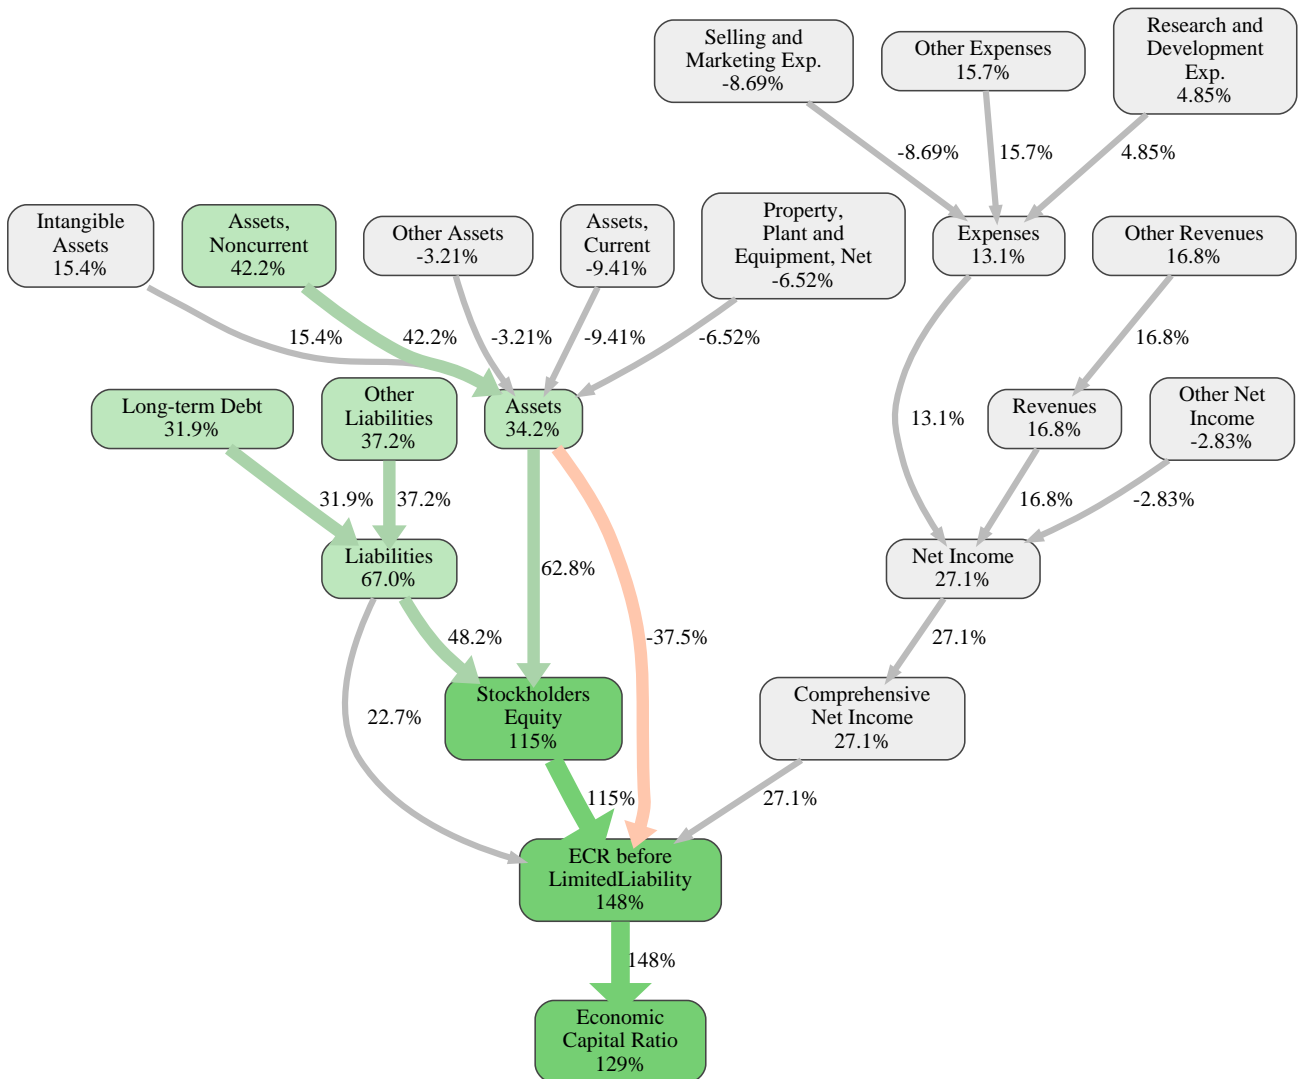 Selling and
Marketing Exp.
-8.69%
Other Expenses
15.7%
Research and
Development
Exp.
4.85%
-8.69%
15.7%
4.85%
Intangible
Assets
15.4%
Assets,
Noncurrent
42.2%
Other Assets
-3.21%
Assets,
Current
-9.41%
Property,
Plant and
Equipment, Net
-6.52%
Expenses
13.1%
Other Revenues
16.8%
15.4%
42.2%
-3.21%
-9.41%
-6.52%
16.8%
Long-term Debt
31.9%
Other
Liabilities
37.2%
Assets
34.2%
13.1%
Revenues
16.8%
Other Net
Income
-2.83%
31.9%
37.2%
16.8%
-2.83%
Liabilities
67.0%
62.8%
Net Income
27.1%
48.2%
-37.5%
27.1%
22.7%
Stockholders
Equity
115%
Comprehensive
Net Income
27.1%
115%
27.1%
ECR before
LimitedLiability
148%
148%
Economic
Capital Ratio
129%